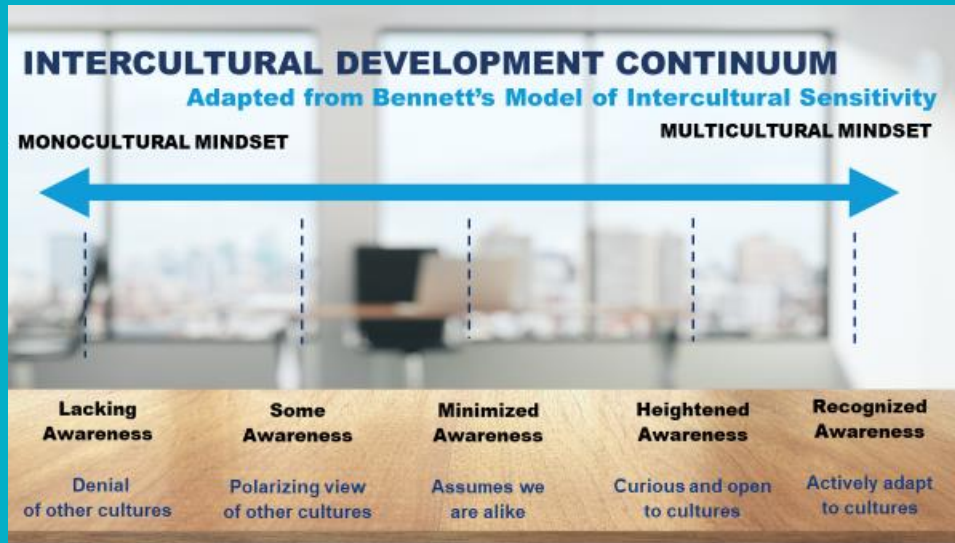 INTERCULTURAL DEVELOPMENT CONTINUUM
Adapted from Bennett's Model of Intercultural Sensitivity
MONOCULTURAL MINDSET
MULTICULTURAL MINDSET
Lacking
Awareness
Denial
of other cultures
Some
Awareness
Polarizing view
of other cultures
Minimized
Awareness
Assumes we
are alike
Heightened
Awareness
Curious and open
to cultures
Recognized
Awareness
Actively adapt
to cultures